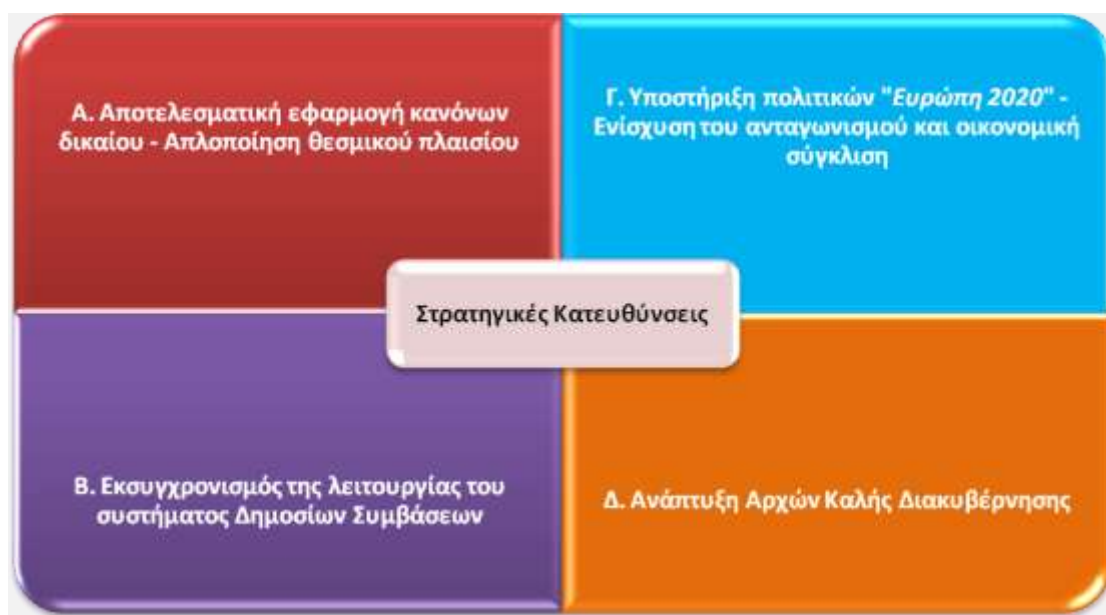 Α. Αποτελεσματική εφαρμογή κανόνων
δικαίου - Απλοποίηση θεσμικού πλαισίου
Γ. Υποστήριξη πολιτικών "Ευρώπη 2020" -
Ενίσχυση του ανταγωνισμού και οικονομική
σύγκλιση
Στρατηγικές Κατευθύνσεις
Β. Εκσυγχρονισμός της λειτουργίας του
συστήματος Δημοσίων Συμβάσεων
Δ. Ανάπτυξη Αρχών Καλής Διακυβέρνησης